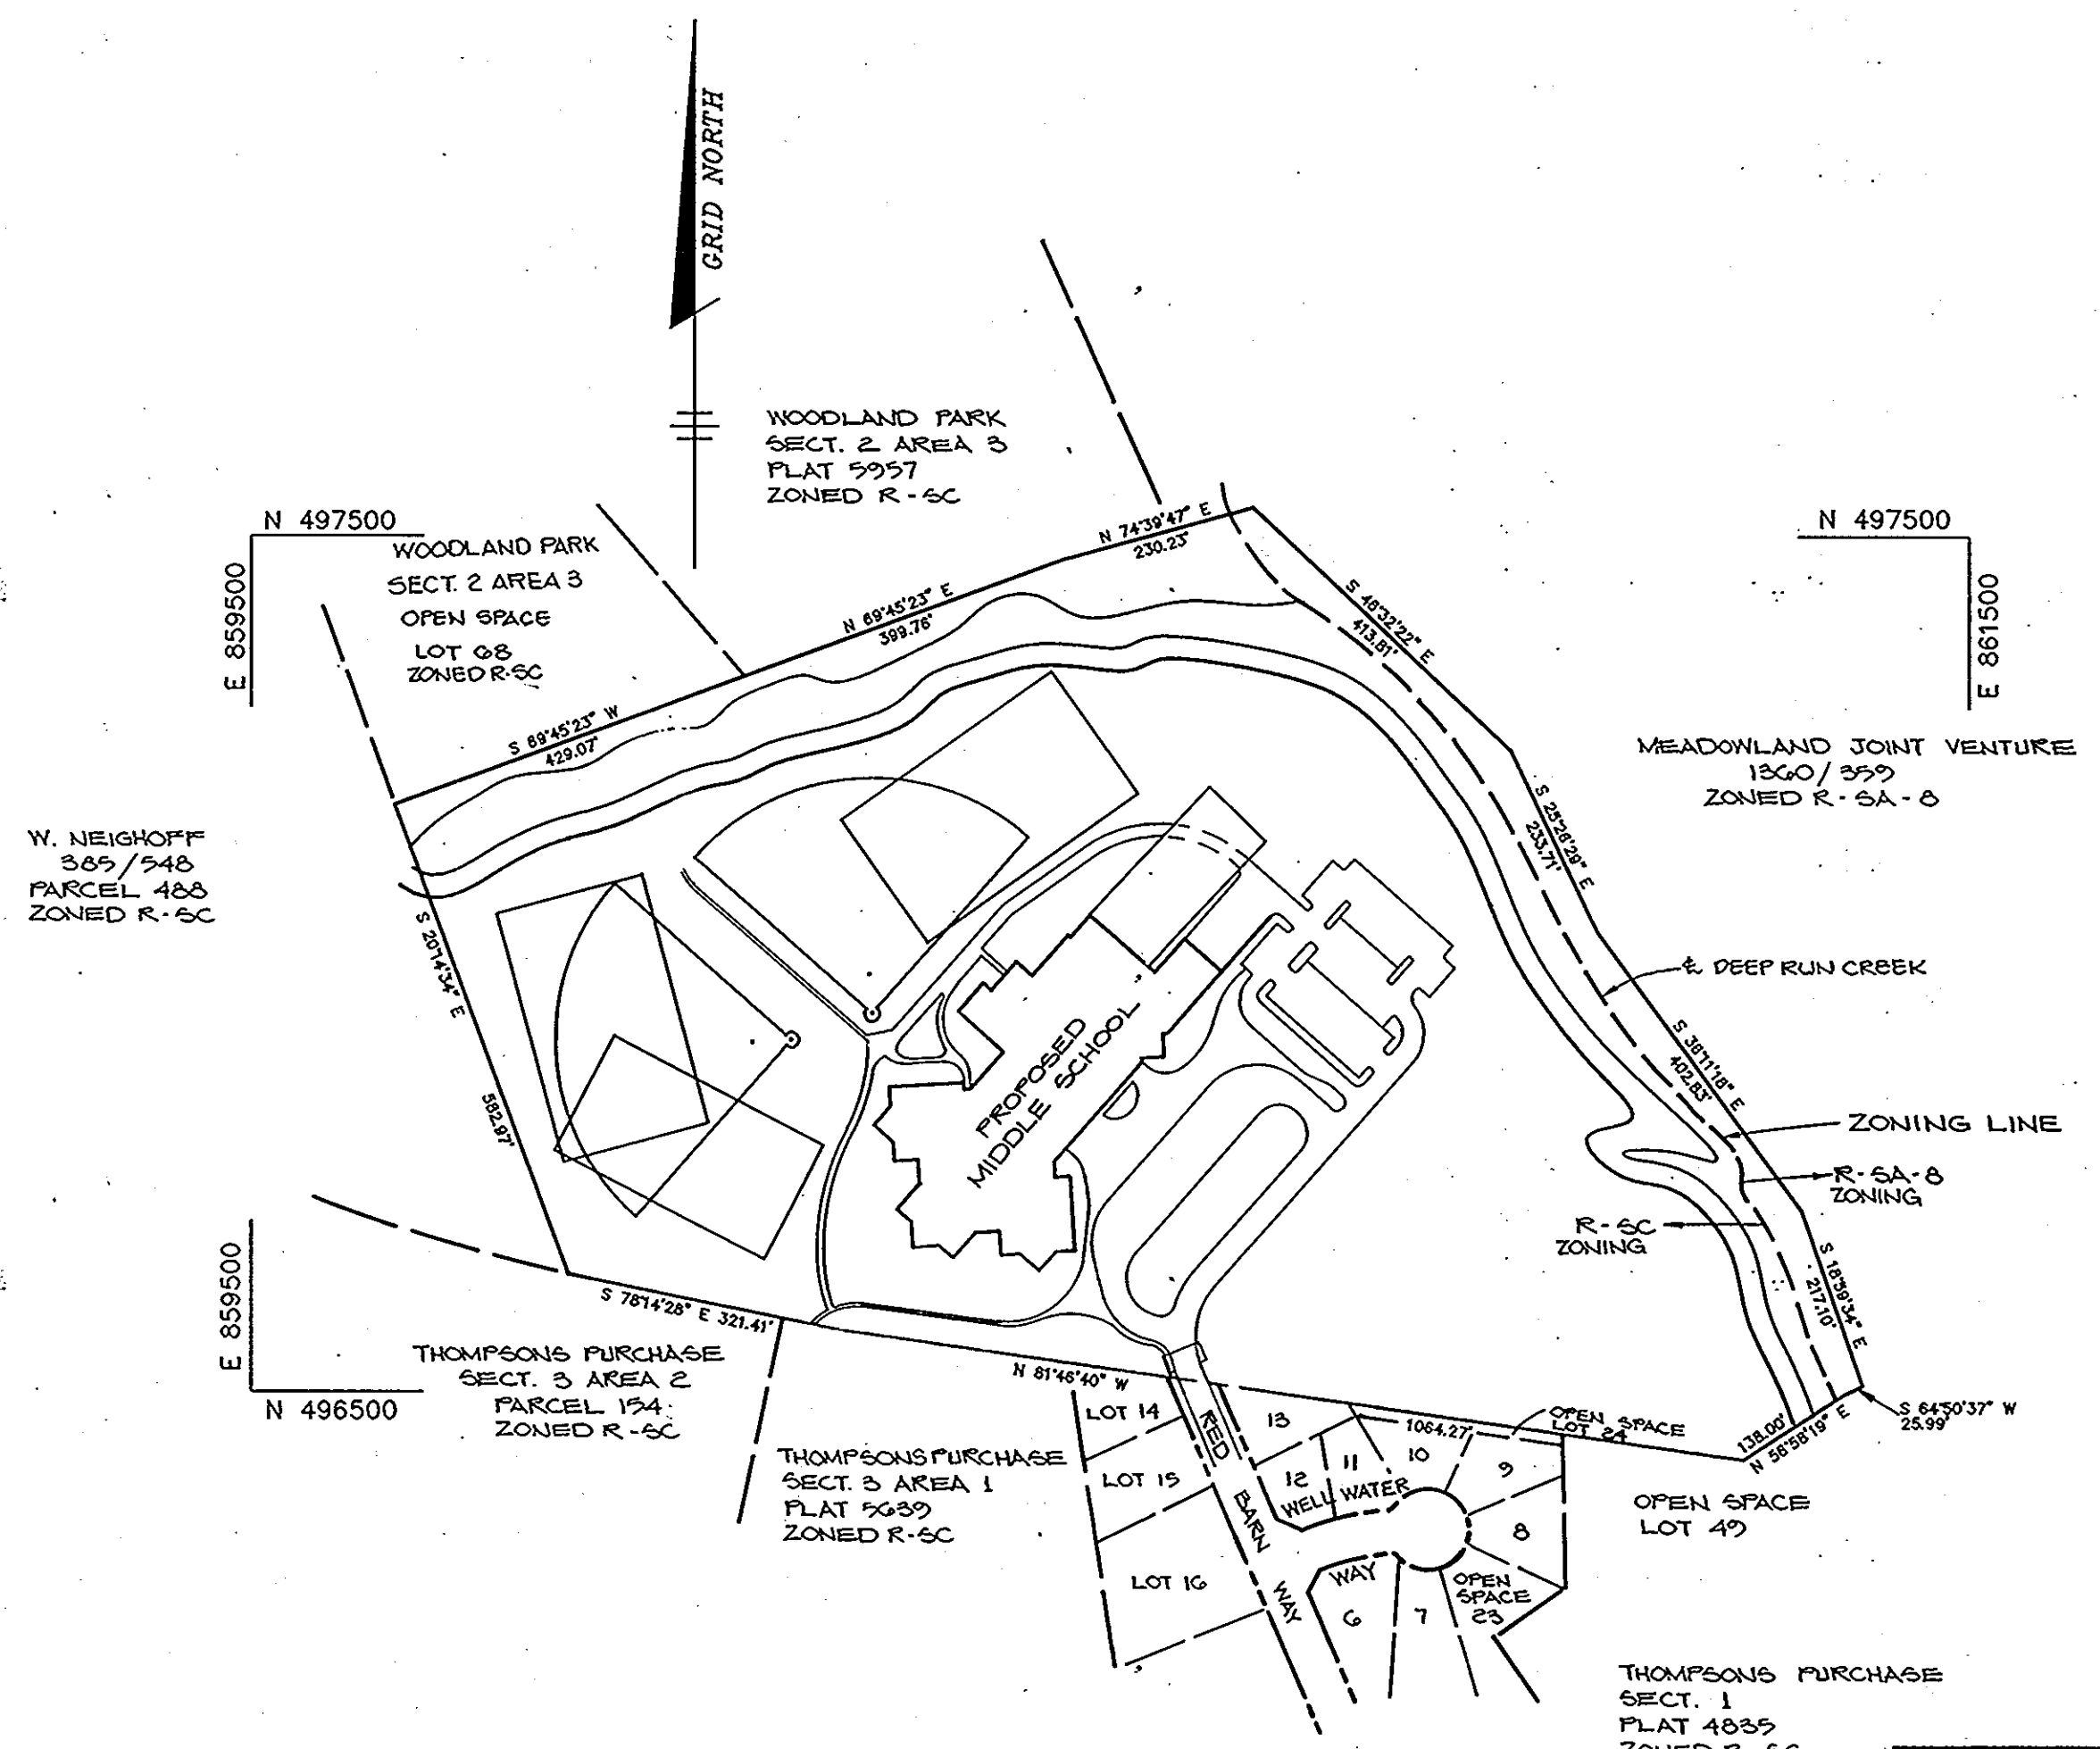 GRID NORTH
WOODLAND PARK
SECT. 2 AREA 3
PLAT 5957
ZONED R-SC
N 497500
E 859500
WOODLAND PARK
SECT. 2 AREA 3
OPEN SPACE
LOT 68
ZONED R-SC
N 74°39'47" E
230.23'
N 69°45'23" E
399.76'
S 69°45'23" W
429.07'
N 497500
E 861500
S 48°32'22" E
413.81'
MEADOWLAND JOINT VENTURE
1360/359
ZONED R-SA-8
W. NEIGHOFF
385/548
PARCEL 488
ZONED R-SC
S 25°26'29" E
233.71'
S 20°14'34" E
582.97'
DEEP RUN CREEK
S 38°11'18" E
402.83'
PROPOSED
MIDDLE SCHOOL
ZONING LINE
R-SA-8
ZONING
R-SC
ZONING
S 18°59'34" E
217.10'
E 859500
N 496500
S 78°14'28" E 321.41'
THOMPSONS PURCHASE
SECT. 3 AREA 2
PARCEL 154
ZONED R-SC
N 81°46'40" W
1064.27'
S 64°50'37" W
25.99'
138.00'
N 58°58'19" E
THOMPSONS PURCHASE
SECT. 3 AREA 1
PLAT 5639
ZONED R-SC
LOT 14
LOT 15
LOT 16
RED
BARN
WAY
13
12
11
10
9
8
OPEN SPACE
LOT 24
WELL WATER
WAY
6
7
OPEN
SPACE
23
OPEN SPACE
LOT 49
THOMPSONS PURCHASE
SECT. 1
PLAT 4835
ZONED R-SC